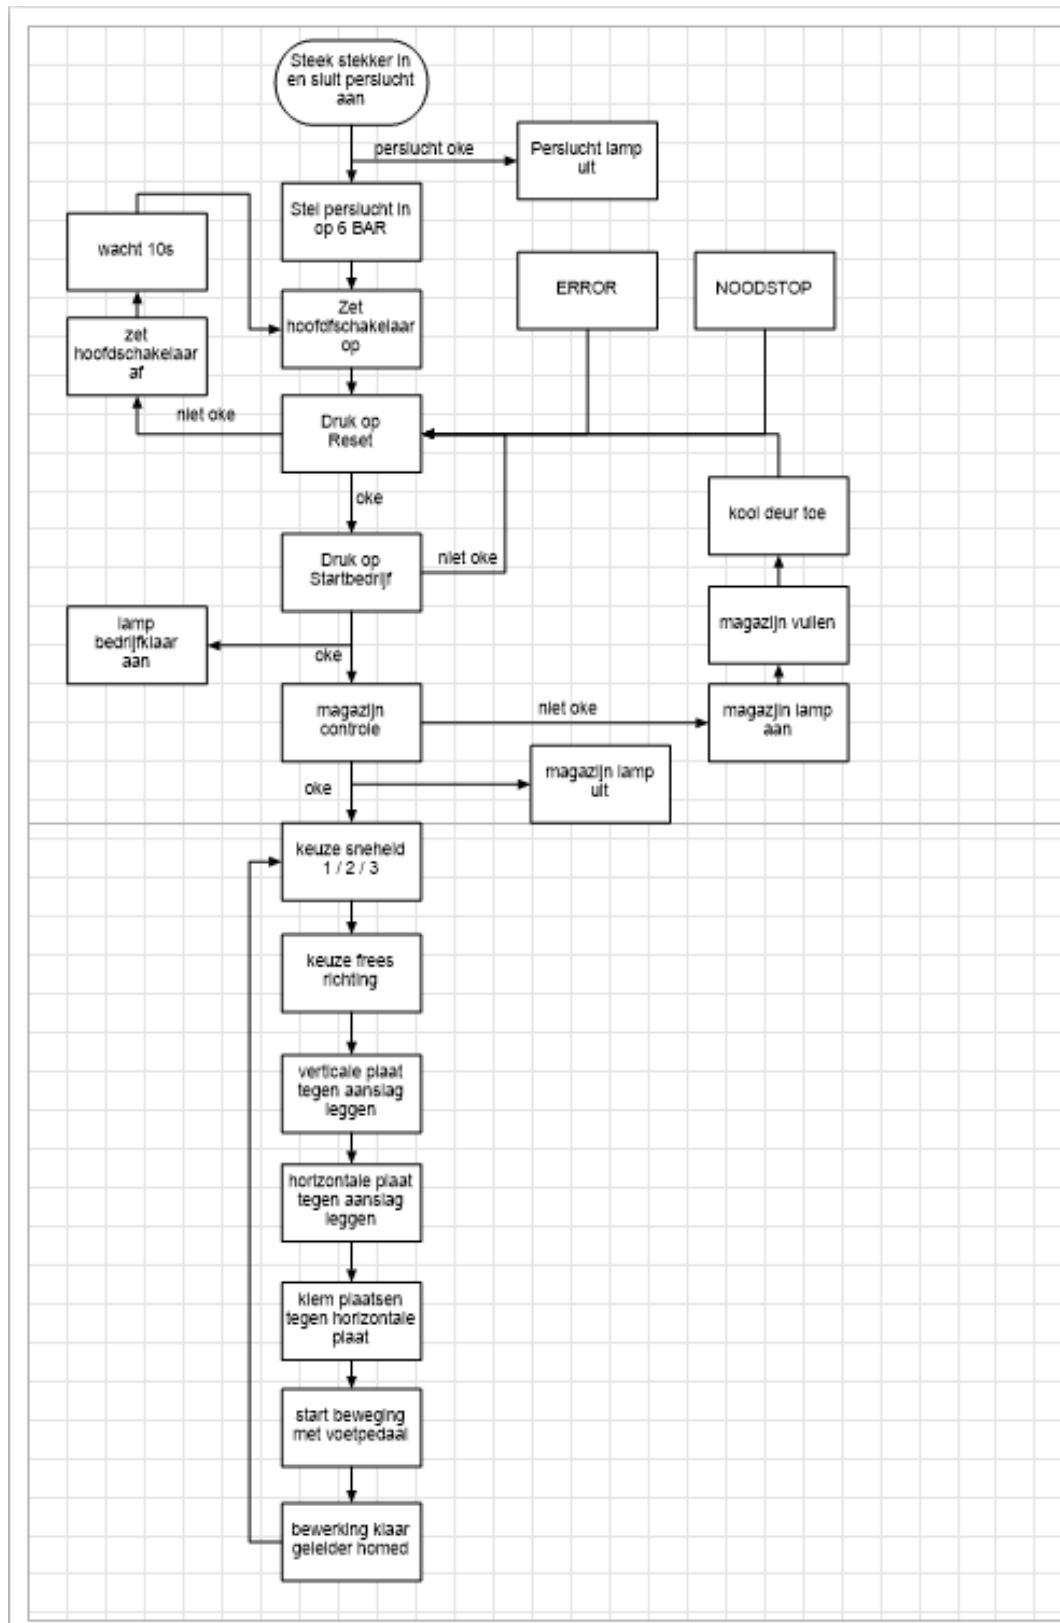 Steek stekker in
en sluit perslucht
aan
perslucht oke
Perslucht lamp
uit
Stel perslucht in
op 6 BAR
wacht 10s
ERROR
NOODSTOP
Zet
hoofdfschakelaar
op
zet
hoofdschakelaar
af
niet oke
Druk op
Reset
oke
kooi deur toe
Druk op
Startbedrijf
niet oke
magazijn vullen
lamp
bedrijfklaar
aan
oke
magazijn
controle
niet oke
magazijn lamp
aan
oke
magazijn lamp
uit
keuze sneheid
1 / 2 / 3
keuze frees
richting
verticale plaat
tegen aanslag
leggen
horizontale plaat
tegen aanslag
leggen
klem plaatsen
tegen horizontale
plaat
start beweging
met voetpedaal
bewerking klaar
geleider homed